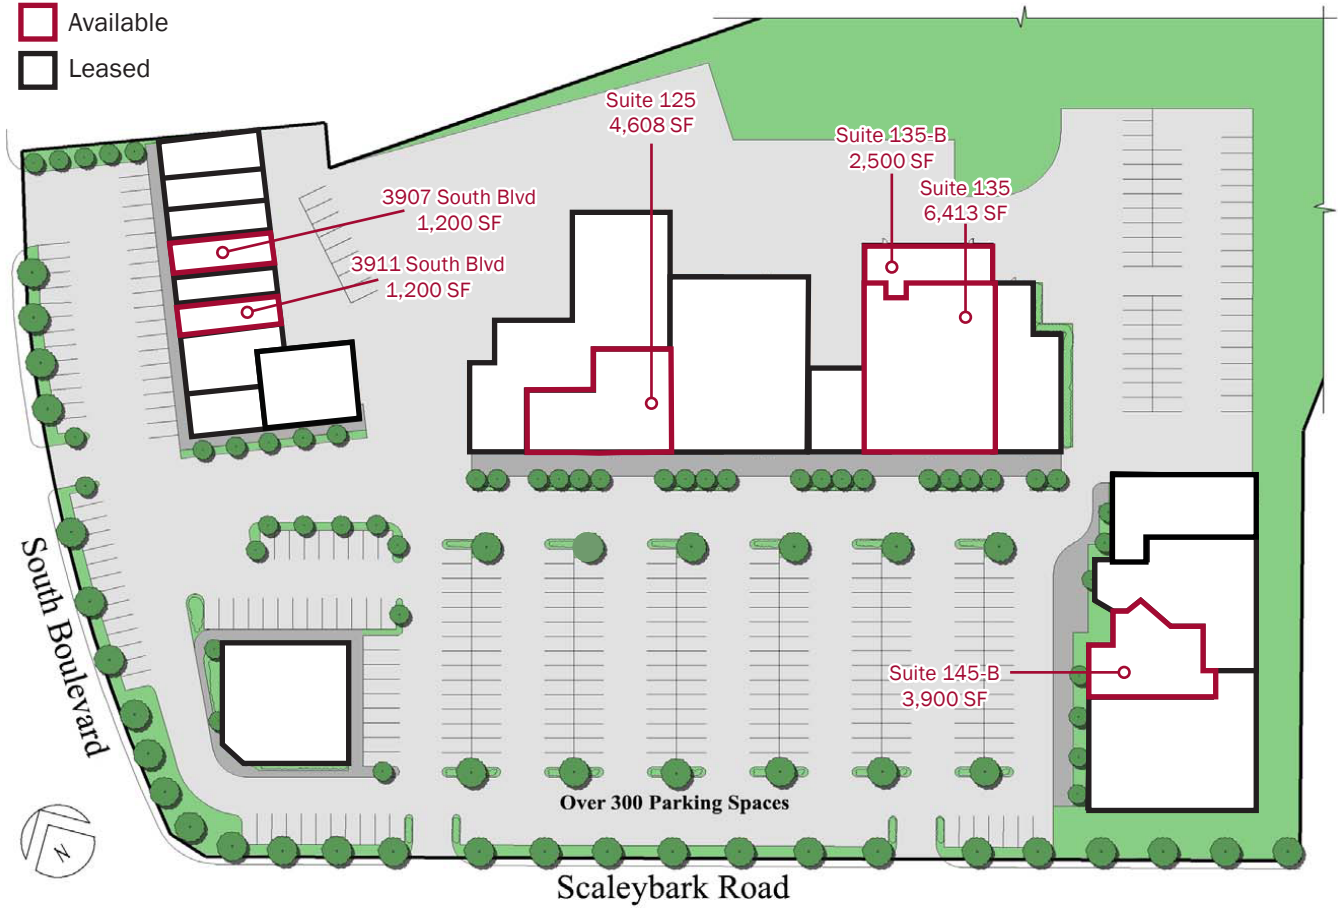 Available
Leased
Suite 125
4,608 SF
Suite 135-B
2,500 SF
Suite 135
6,413 SF
3907 South Blvd
1,200 SF
3911 South Blvd
1,200 SF
South Boulevard
Suite 145-B
3,900 SF
Over 300 Parking Spaces
N
Scaleybark Road